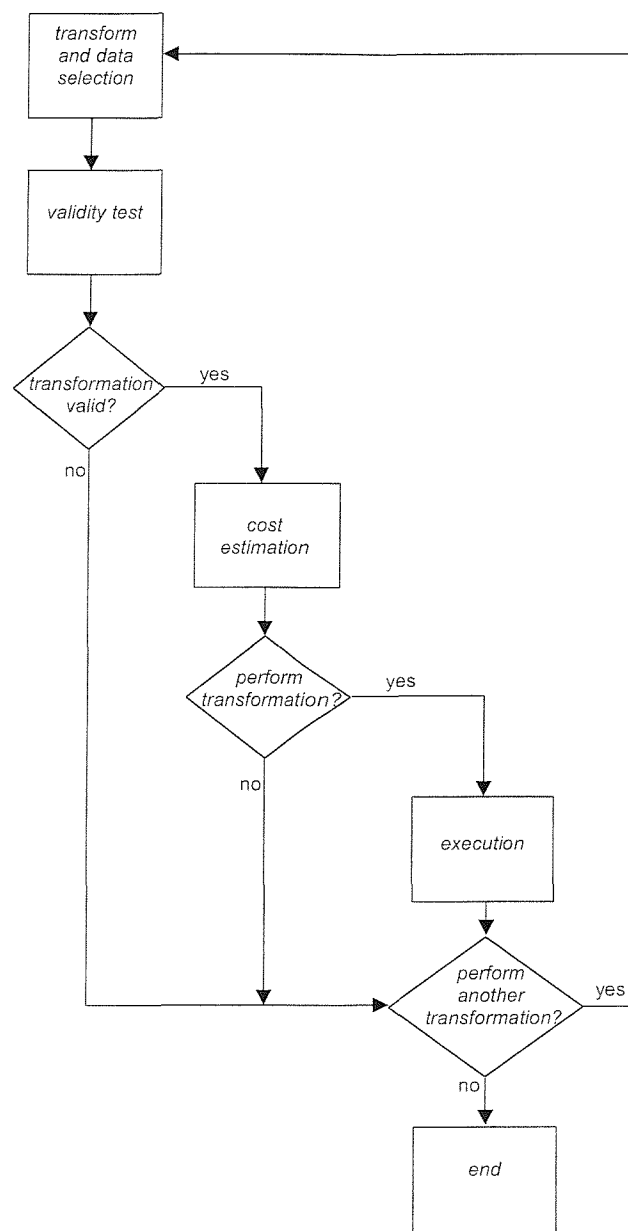 transform
and data
selection
validity test
transformation
valid?
yes
no
cost
estimation
perform
transformation?
yes
no
execution
perform
another
transformation?
yes
no
end